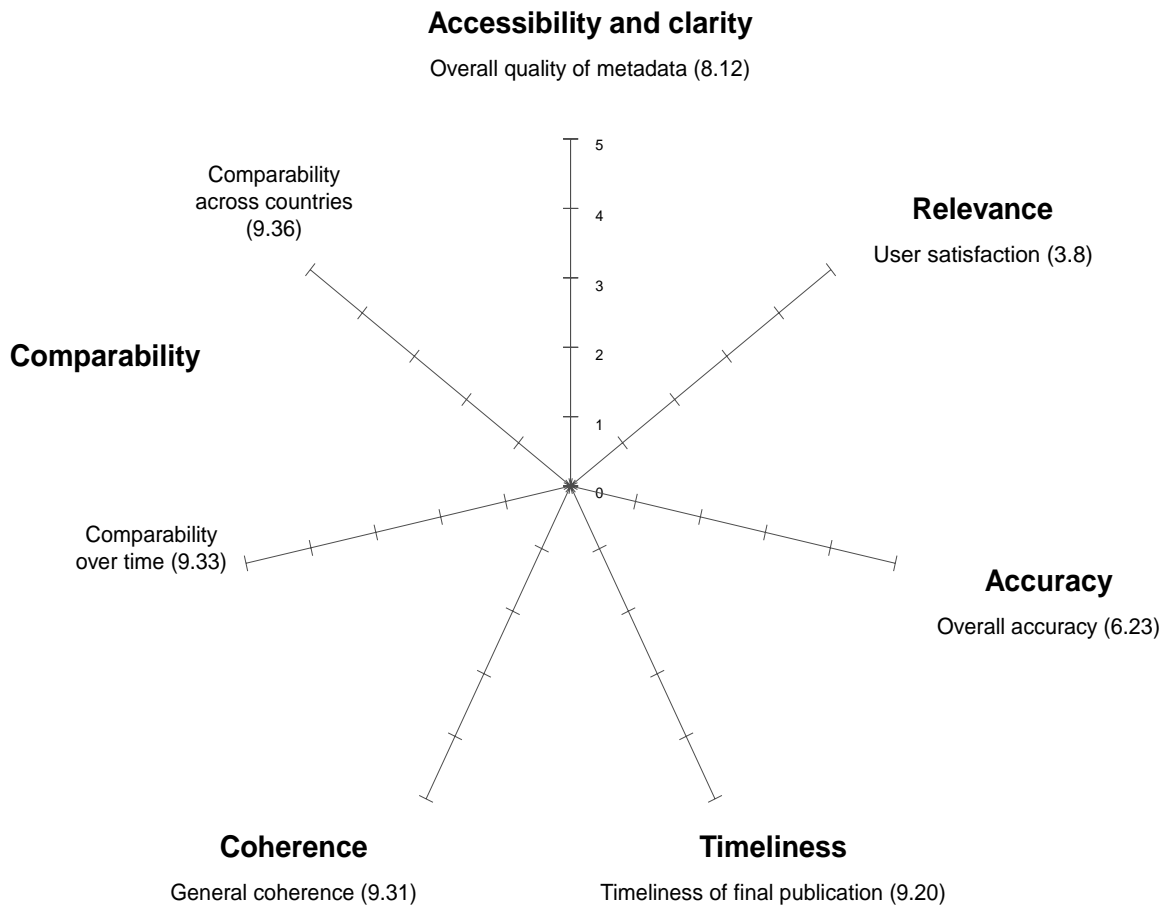 Accessibility and clarity
Overall quality of metadata (8.12)
5
4
3
2
1
0
Comparability
across countries
(9.36)
Relevance
User satisfaction (3.8)
Comparability
Comparability
over time (9.33)
Accuracy
Overall accuracy (6.23)
Coherence
General coherence (9.31)
Timeliness
Timeliness of final publication (9.20)